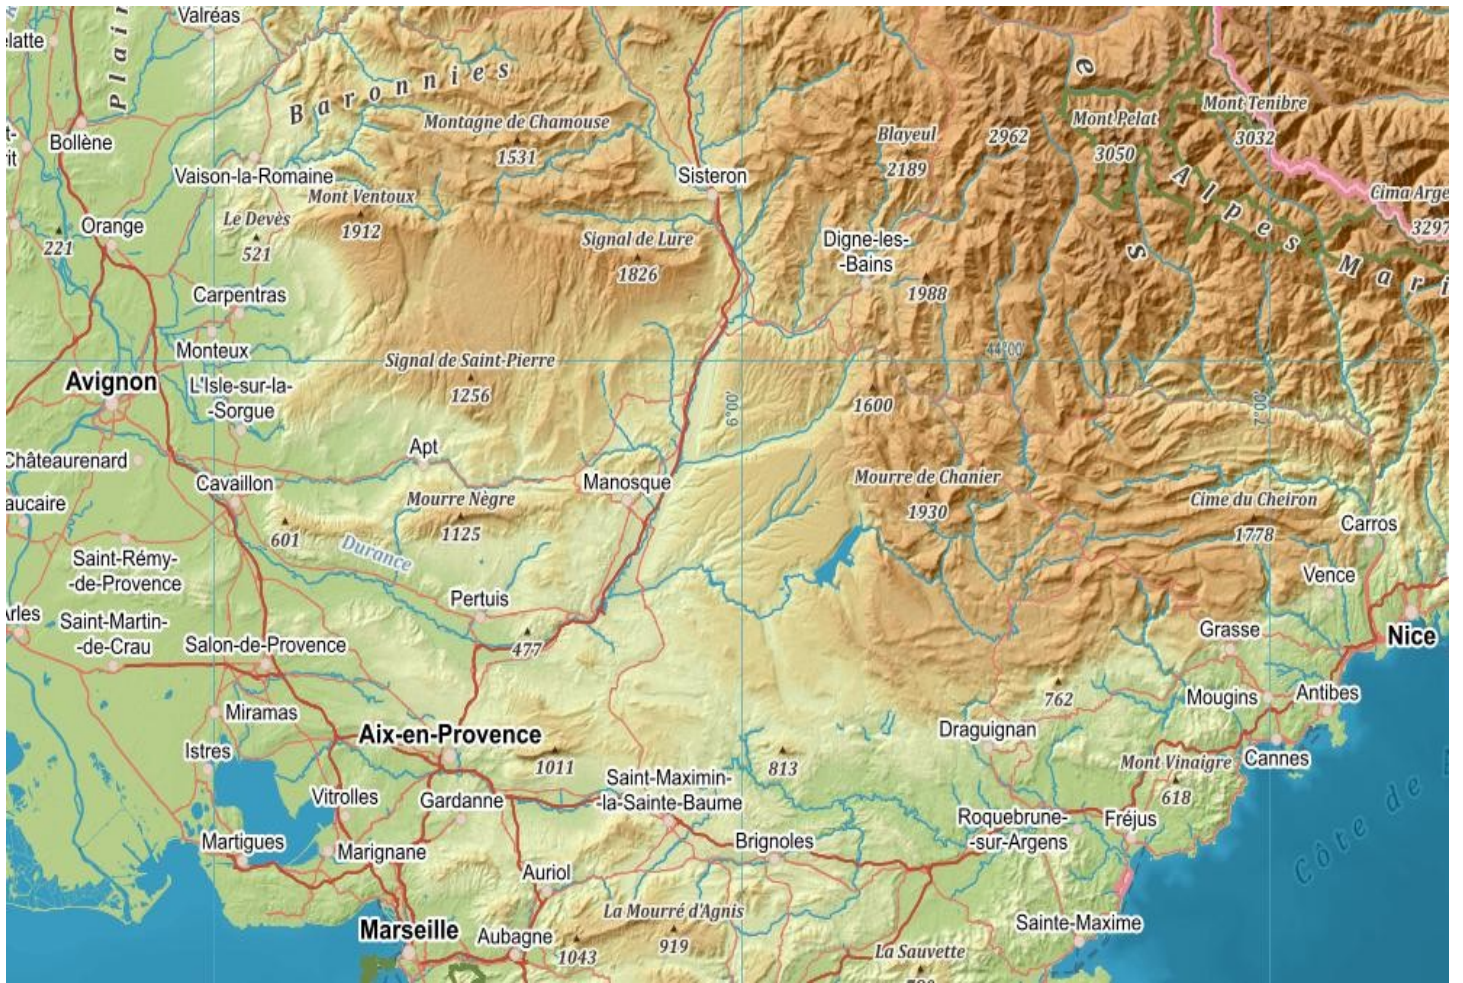 Valréas
elatte
Plain
Baronnies
e
Mont Tenibre
3032
Mont Pelat
3050
Montagne de Chamouse
1531
Blayeul
2189
2962
Bollène
t-
rit
Vaison-la-Romaine
Sisteron
Mont Ventoux
1912
Alpes
Mari
Cima Arge
3297
Le Devès
521
Orange
221
Signal de Lure
1826
Digne-les-
-Bains
s
1988
Carpentras
Monteux
44°00'
Signal de Saint-Pierre
1256
Avignon
L'Isle-sur-la-
-Sorgue
6°00'
7°00'
1600
Apt
Châteaurenard
Cavaillon
Manosque
Mourre de Chanier
1930
Mourre Nègre
1125
Cime du Cheiron
1778
aucaire
601
Durance
Carros
Saint-Rémy-
-de-Provence
Vence
Pertuis
Arles
Saint-Martin-
-de-Crau
Salon-de-Provence
477
Grasse
Nice
762
Mougins
Antibes
Miramas
Draguignan
Aix-en-Provence
Istres
1011
813
Mont Vinaigre
618
Cannes
Saint-Maximin-
-la-Sainte-Baume
Vitrolles
Gardanne
Roquebrune-
-sur-Argens
Fréjus
Côte de
Martigues
Marignane
Brignoles
Auriol
La Mourré d'Agnis
919
Marseille
Aubagne
1043
Sainte-Maxime
La Sauvette